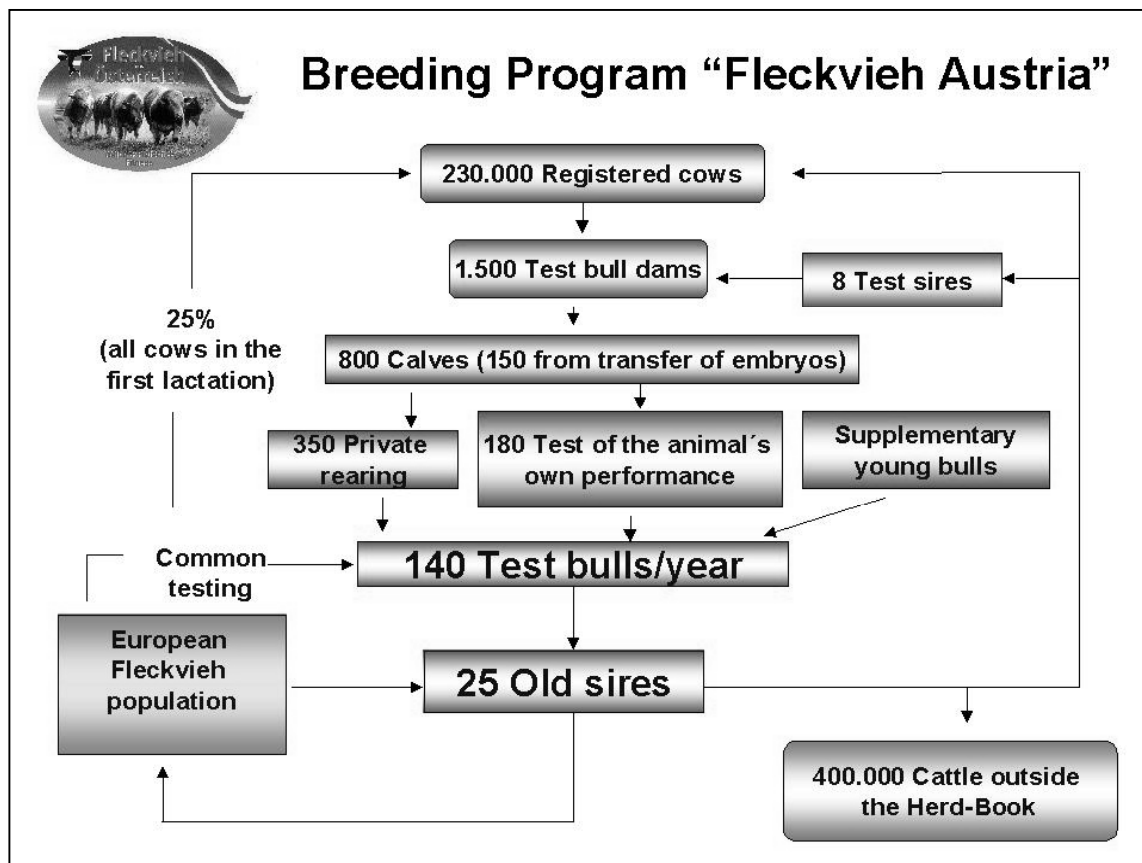 Fleckvieh
Österreich
Breeding Program “Fleckvieh Austria”
230.000 Registered cows
1.500 Test bull dams
8 Test sires
25%
(all cows in the
first lactation)
800 Calves (150 from transfer of embryos)
350 Private
rearing
180 Test of the animal´s
own performance
Supplementary
young bulls
Common
testing
140 Test bulls/year
European
Fleckvieh
population
25 Old sires
400.000 Cattle outside
the Herd-Book